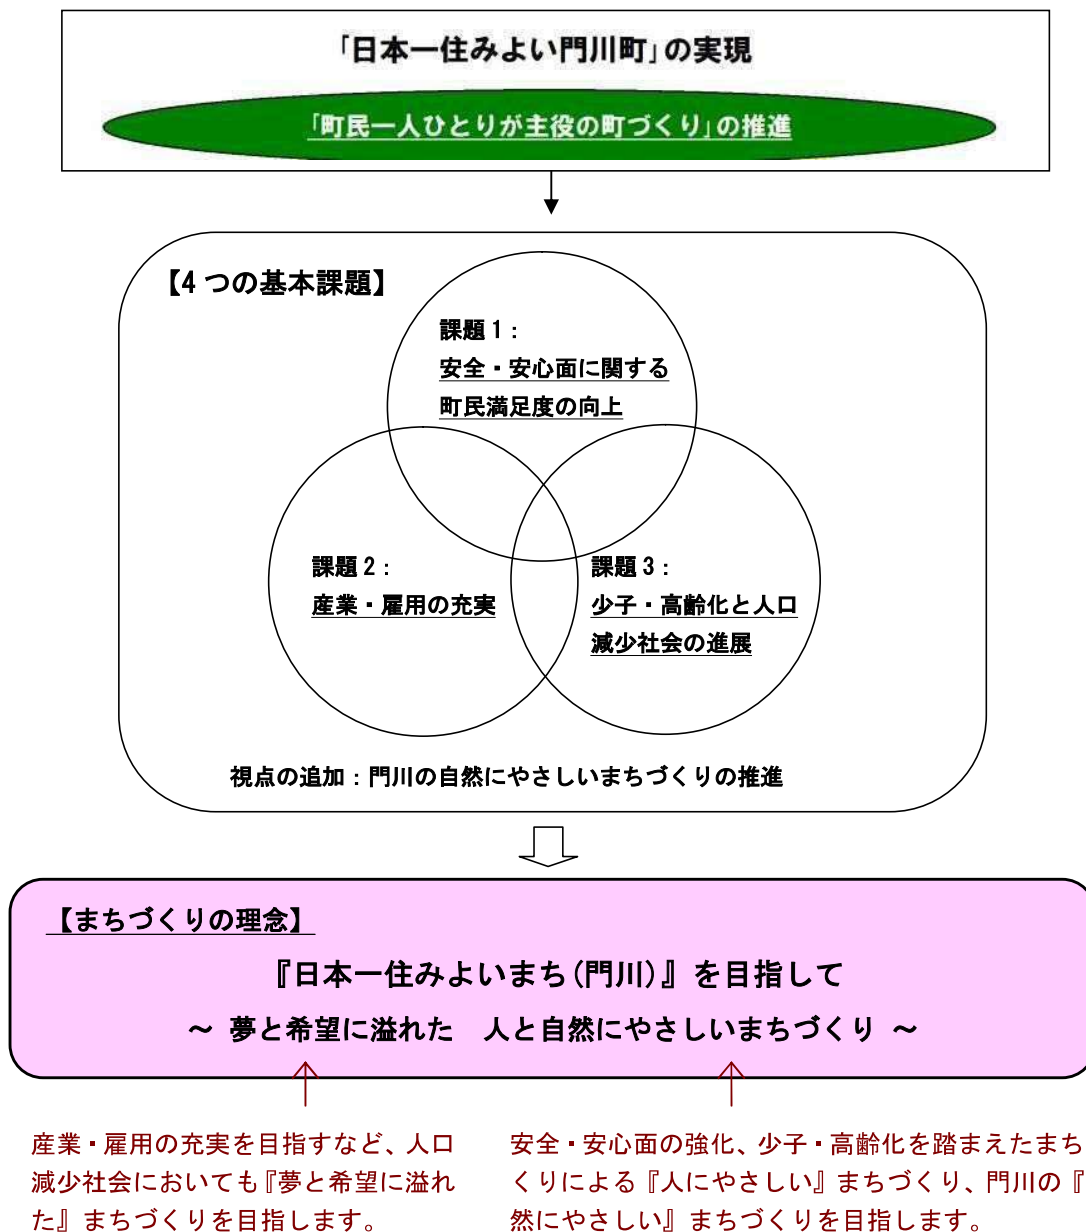 「日本一住みよい門川町」の実現
「町民一人ひとりが主役の町づくり」の推進
【4つの基本課題】
課題1：
安全・安心面に関する
町民満足度の向上
課題2：
産業・雇用の充実
課題3：
少子・高齢化と人口
減少社会の進展
視点の追加：門川の自然にやさしいまちづくりの推進
【まちづくりの理念】
『日本一住みよいまち(門川)』を目指して
～ 夢と希望に溢れた　人と自然にやさしいまちづくり ～
産業・雇用の充実を目指すなど、人口
減少社会においても『夢と希望に溢れ
た』まちづくりを目指します。
安全・安心面の強化、少子・高齢化を踏まえたまち
くりによる『人にやさしい』まちづくり、門川の『
然にやさしい』まちづくりを目指します。